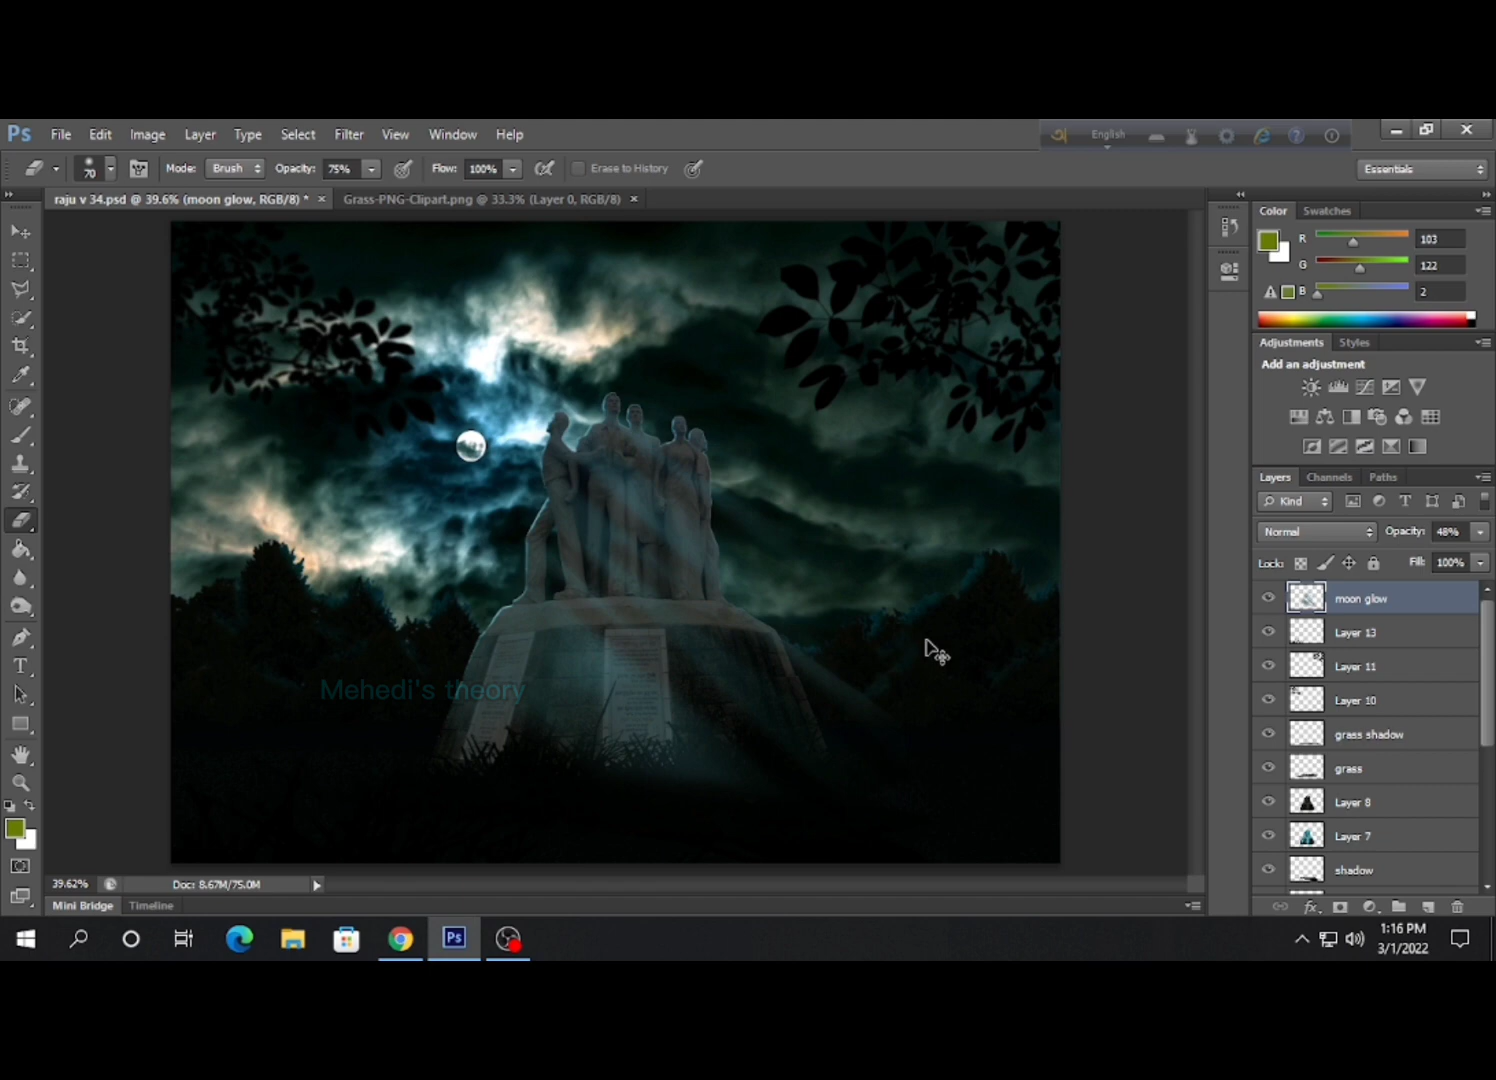 Ps File Edit Image Layer Type Select Filter View Window Help
অ English
70 Mode: Brush Opacity: 75% Flow: 100% Erase to History Essentials
raju v 34.psd @ 39.6% (moon glow, RGB/8) * × Grass-PNG-Clipart.png @ 33.3% (Layer 0, RGB/8) ×
Color Swatches
R 103
G 122
B 2
Adjustments Styles
Add an adjustment
Layers Channels Paths
Kind
Normal Opacity: 48%
Lock: Fill: 100%
moon glow
Layer 13
Layer 11
Layer 10
grass shadow
grass
Layer 8
Layer 7
shadow
fx
Mehedi's theory
39.62% Doc: 8.67M/75.0M
Mini Bridge Timeline
Ps
1:16 PM
3/1/2022